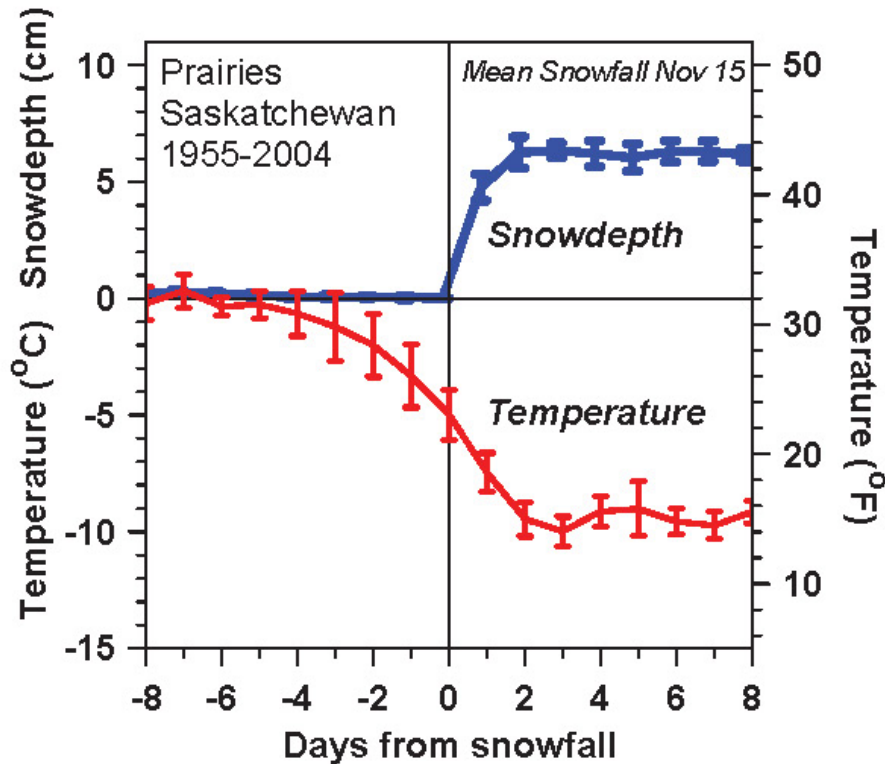 Snowdepth (cm)
Temperature (°C)
10
5
0
-5
-10
-15
Prairies
Saskatchewan
1955-2004
Mean Snowfall Nov 15
Snowdepth
Temperature
50
40
30
20
10
Temperature (°F)
-8 -6 -4 -2 0 2 4 6 8
Days from snowfall